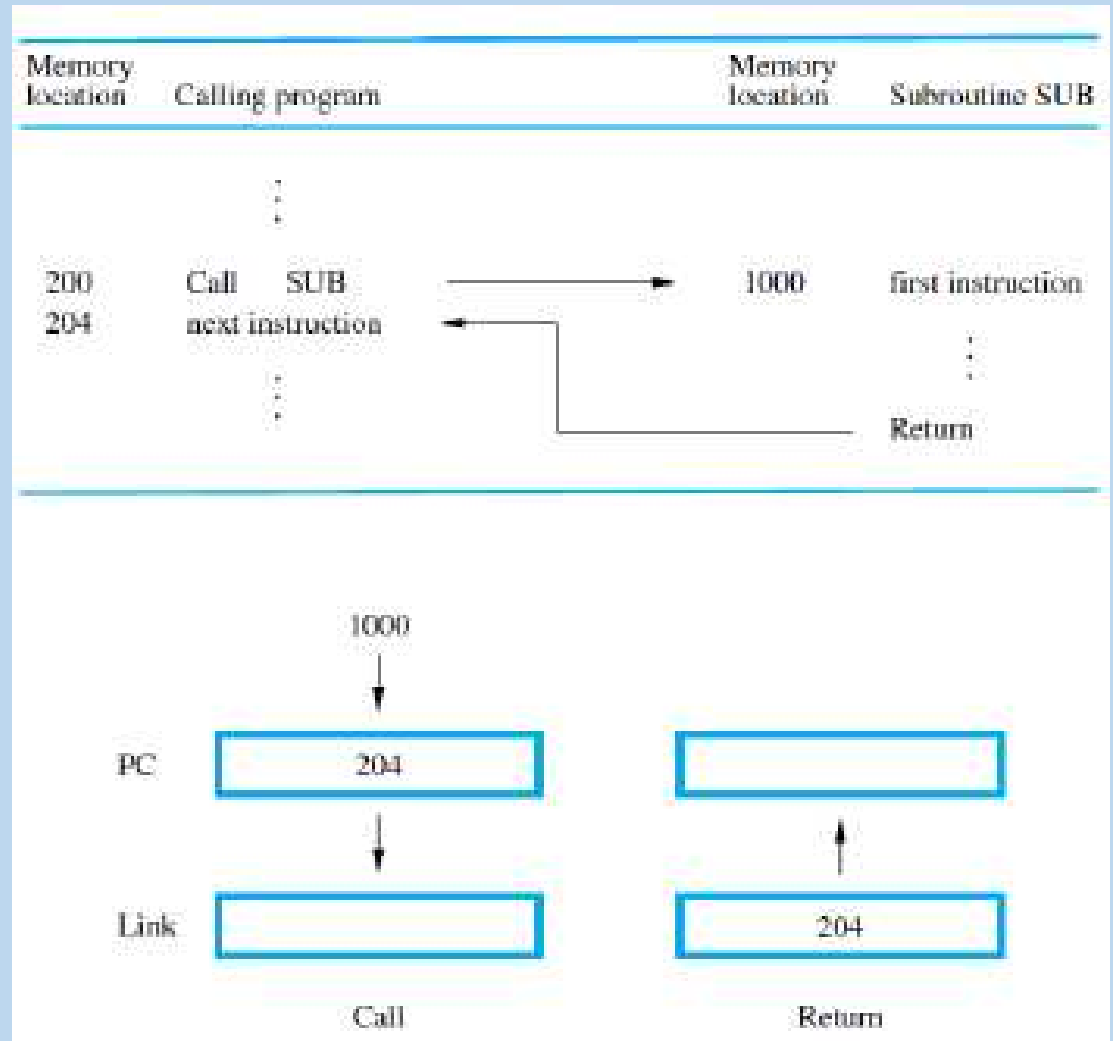 Memory location Calling program Memory location Subroutine SUB
200 Call SUB 1000 first instruction
204 next instruction
Return
1000
PC 204
Link 204
Call Return